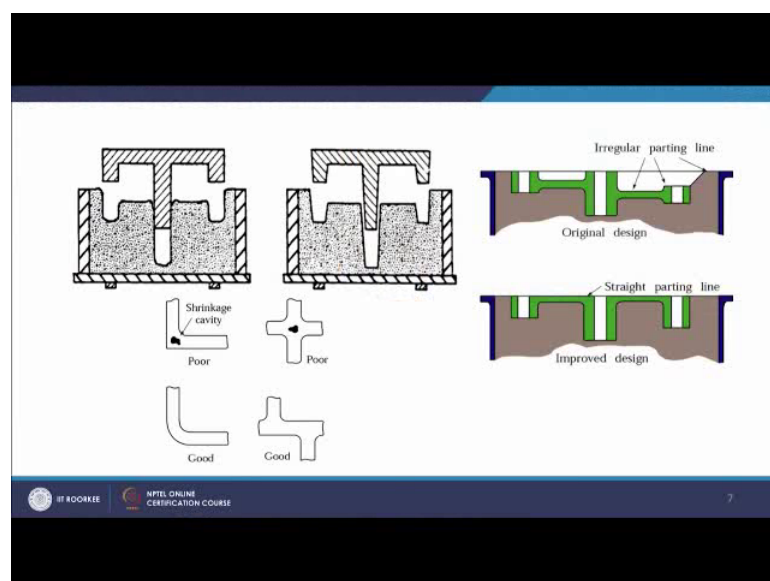 Shrinkage
cavity
Poor
Poor
Good
Good
Irregular parting line
Original design
Straight parting line
Improved design
IIT ROORKEE
NPTEL ONLINE
CERTIFICATION COURSE
7